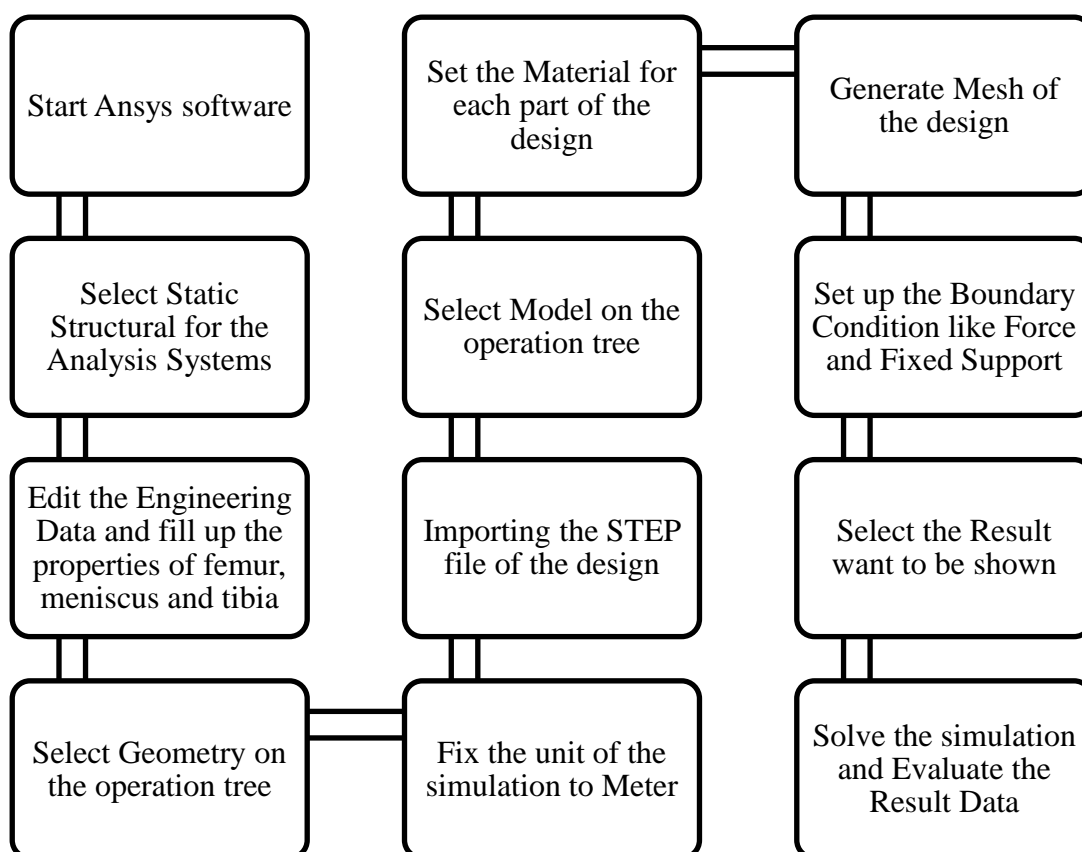 Start Ansys software
Select Static
Structural for the
Analysis Systems
Edit the Engineering
Data and fill up the
properties of femur,
meniscus and tibia
Select Geometry on
the operation tree
Fix the unit of the
simulation to Meter
Importing the STEP
file of the design
Select Model on the
operation tree
Set the Material for
each part of the
design
Generate Mesh of
the design
Set up the Boundary
Condition like Force
and Fixed Support
Select the Result
want to be shown
Solve the simulation
and Evaluate the
Result Data